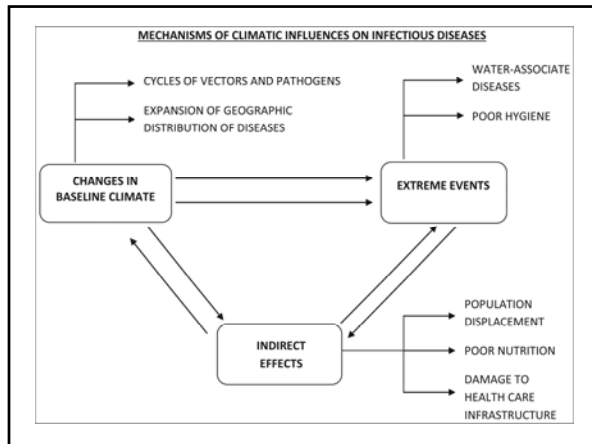 MECHANISMS OF CLIMATIC INFLUENCES ON INFECTIOUS DISEASES
CYCLES OF VECTORS AND PATHOGENS
EXPANSION OF GEOGRAPHIC
DISTRIBUTION OF DISEASES
WATER-ASSOCIATE
DISEASES
POOR HYGIENE
CHANGES IN
BASELINE CLIMATE
EXTREME EVENTS
INDIRECT
EFFECTS
POPULATION
DISPLACEMENT
POOR NUTRITION
DAMAGE TO
HEALTH CARE
INFRASTRUCTURE